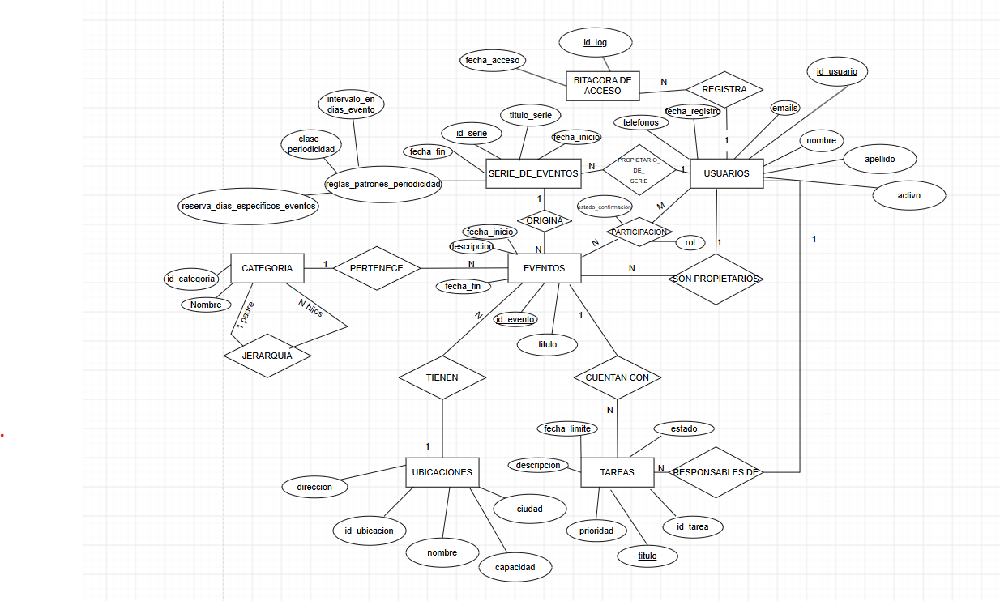 id_log
fecha_acceso
BITACORA DE
ACCESO
N
REGISTRA
id_usuario
intervalo_en
dias_evento
titulo_serie
fecha_registro
emails
telefonos
id_serie
fecha_inicio
1
nombre
clase_
periodicidad
fecha_fin
apellido
PROPIETARIO_
DE_
SERIE
N
1
SERIE_DE_EVENTOS
USUARIOS
reglas_patrones_periodicidad
activo
reserva_dias_especificos_eventos
1
estado_confirmacion
M
ORIGINA
fecha_inicio
PARTICIPACION
descripcion
N
N
rol
1
1
CATEGORIA
1
PERTENECE
N
EVENTOS
N
SON PROPIETARIOS
id_categoria
fecha_fin
Nombre
1 padre
N hijos
N
id_evento
1
titulo
JERARQUIA
TIENEN
CUENTAN CON
N
fecha_limite
estado
1
descripcion
UBICACIONES
TAREAS
N
RESPONSABLES DE
direccion
ciudad
id_ubicacion
prioridad
id_tarea
nombre
titulo
capacidad